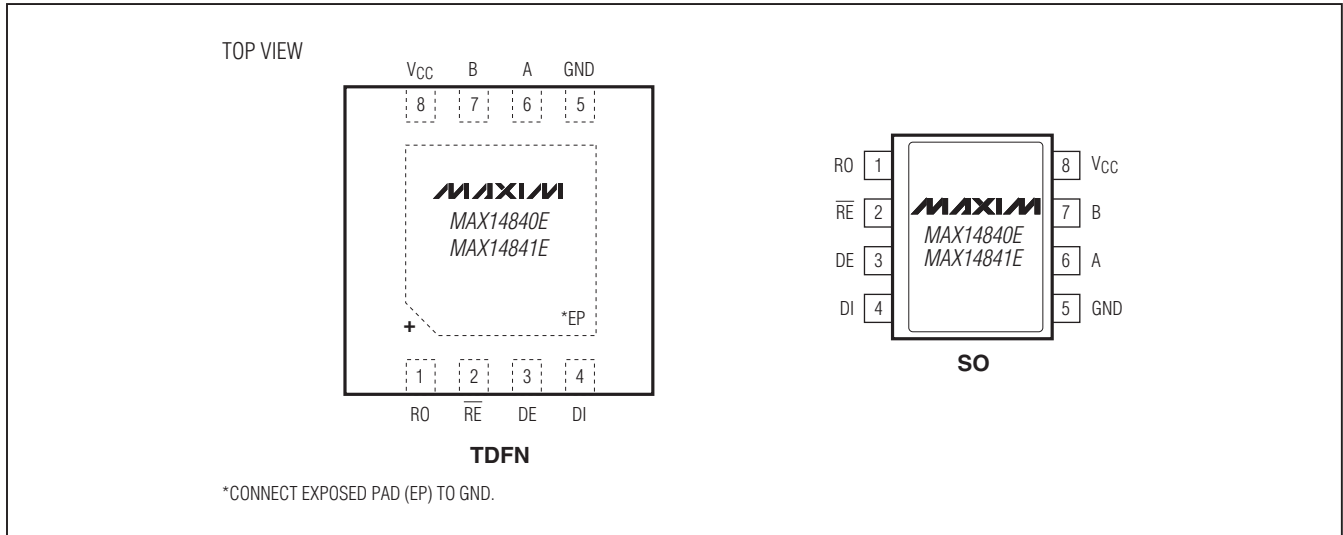 TOP VIEW
VCC B A GND
8 7 6 5
MAXIM
MAX14840E
MAX14841E
*EP
+
1 2 3 4
RO R̅E̅ DE DI
TDFN
*CONNECT EXPOSED PAD (EP) TO GND.
RO 1 8 VCC
R̅E̅ 2 7 B
DE 3 6 A
DI 4 5 GND
MAXIM
MAX14840E
MAX14841E
SO